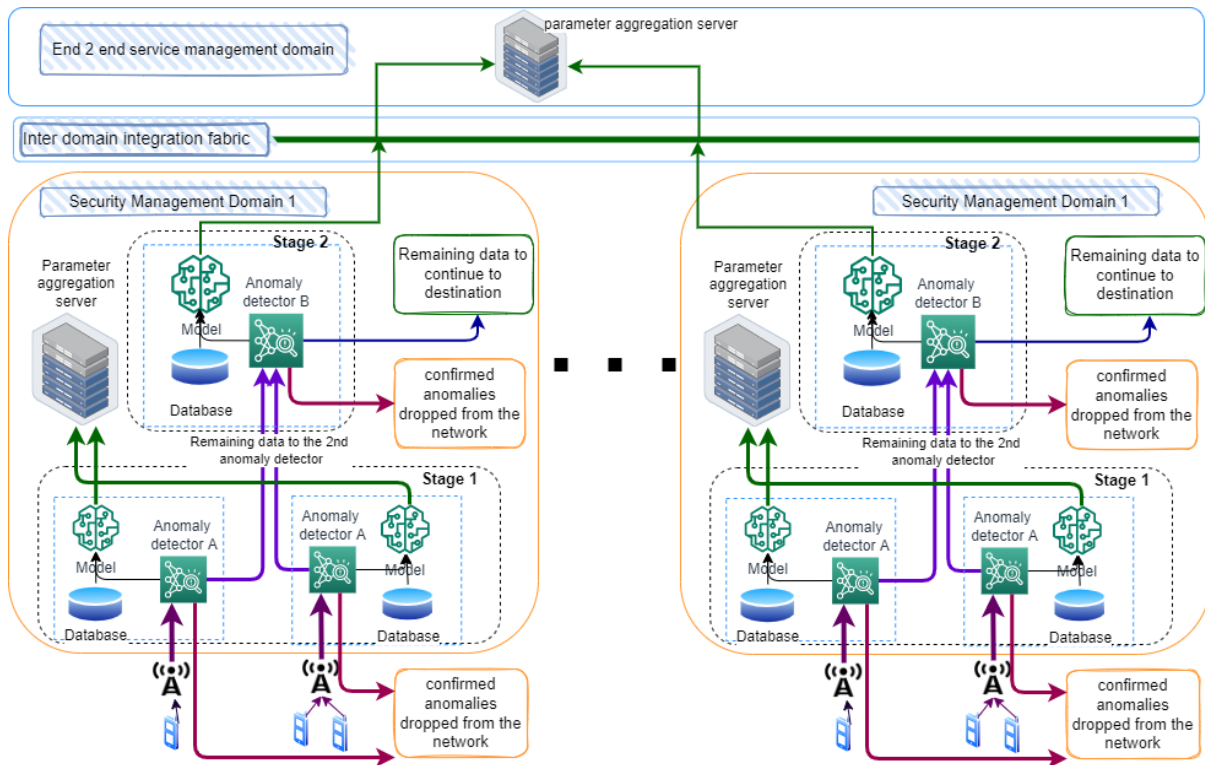 parameter aggregation server
End 2 end service management domain
Inter domain integration fabric
Security Management Domain 1
Stage 2
Parameter
aggregation
server
Anomaly
detector B
Model
Database
Remaining data to
continue to
destination
confirmed
anomalies
dropped from the
network
Remaining data to the 2nd
anomaly detector
Stage 1
Anomaly
detector A
Model
Database
Anomaly
detector A
Model
Database
confirmed
anomalies
dropped from the
network
Security Management Domain 1
Stage 2
Parameter
aggregation
server
Anomaly
detector B
Model
Database
Remaining data to
continue to
destination
confirmed
anomalies
dropped from the
network
Remaining data to the 2nd
anomaly detector
Stage 1
Anomaly
detector A
Model
Database
Anomaly
detector A
Model
Database
confirmed
anomalies
dropped from the
network